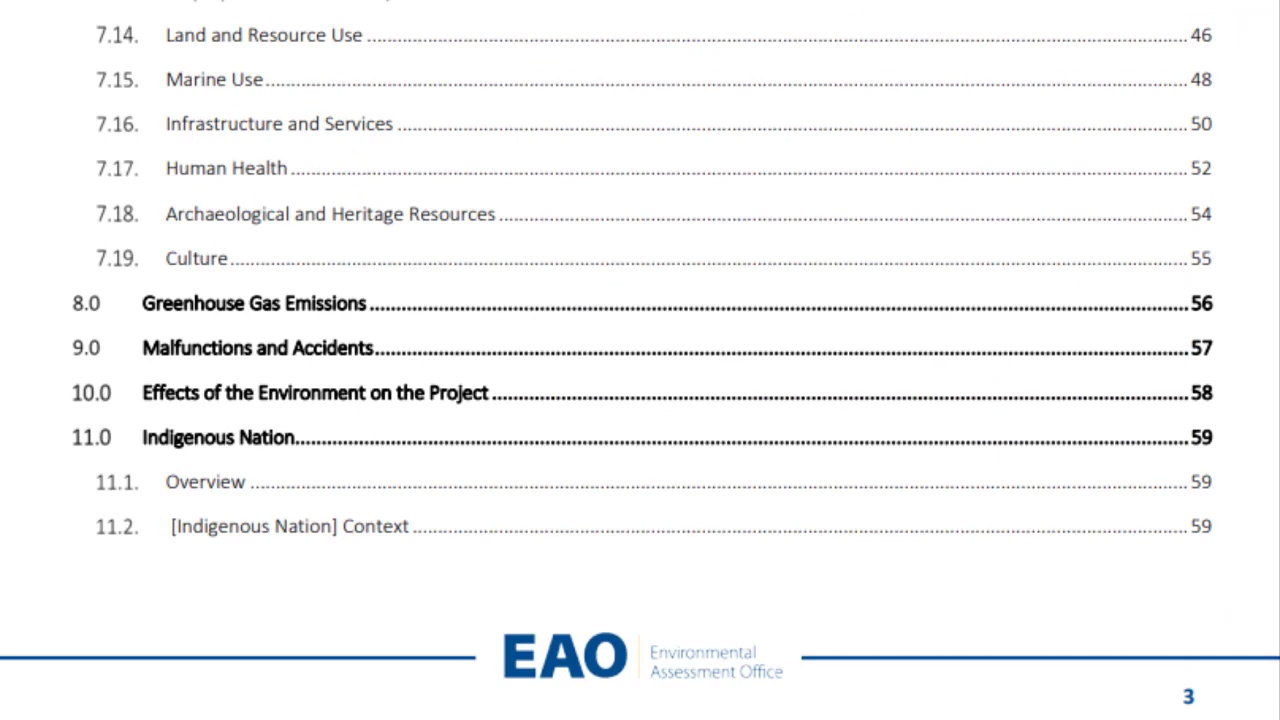 7.14. Land and Resource Use ........ 46
7.15. Marine Use ........ 48
7.16. Infrastructure and Services ........ 50
7.17. Human Health ........ 52
7.18. Archaeological and Heritage Resources ........ 54
7.19. Culture ........ 55
8.0 Greenhouse Gas Emissions ........ 56
9.0 Malfunctions and Accidents ........ 57
10.0 Effects of the Environment on the Project ........ 58
11.0 Indigenous Nation ........ 59
11.1. Overview ........ 59
11.2. [Indigenous Nation] Context ........ 59
EAO
Environmental
Assessment Office
3